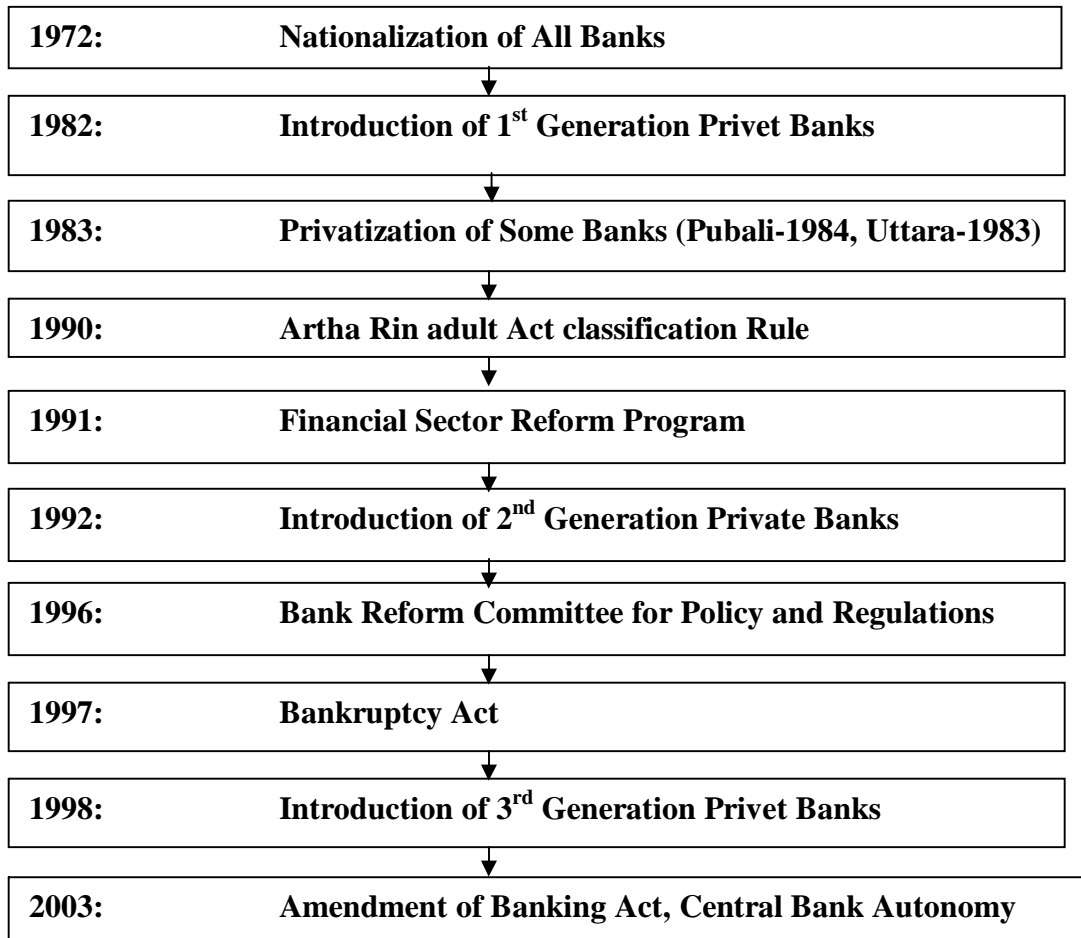 1972: Nationalization of All Banks
1982: Introduction of 1st Generation Privet Banks
1983: Privatization of Some Banks (Pubali-1984, Uttara-1983)
1990: Artha Rin adult Act classification Rule
1991: Financial Sector Reform Program
1992: Introduction of 2nd Generation Private Banks
1996: Bank Reform Committee for Policy and Regulations
1997: Bankruptcy Act
1998: Introduction of 3rd Generation Privet Banks
2003: Amendment of Banking Act, Central Bank Autonomy